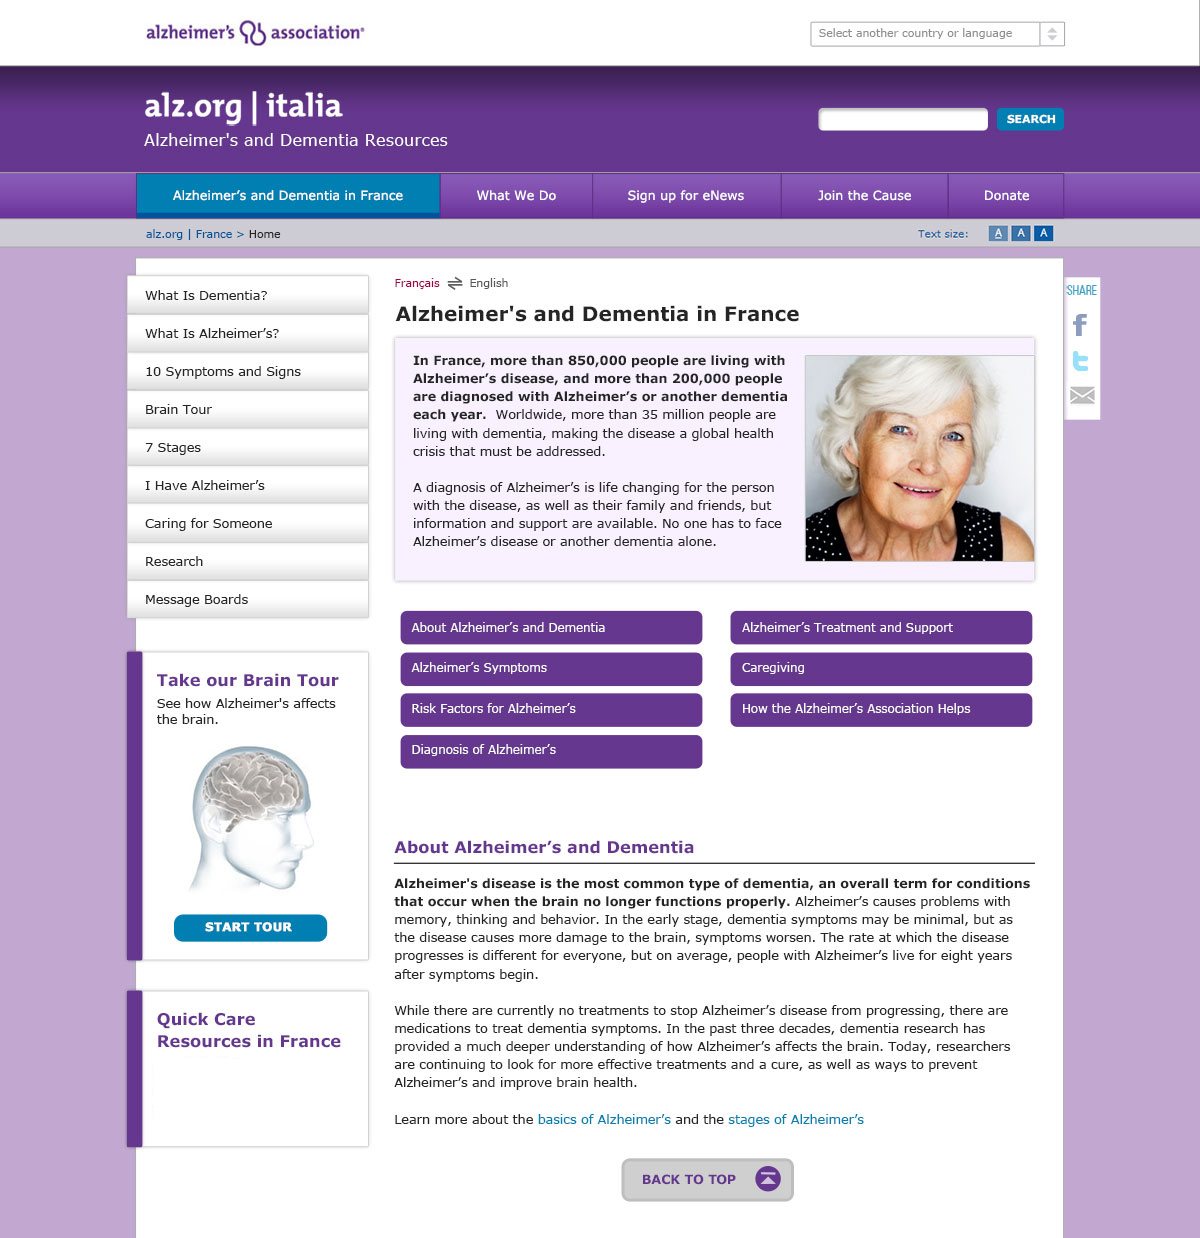 alzheimer's association®
Select another country or language
alz.org | italia
Alzheimer's and Dementia Resources
SEARCH
Alzheimer's and Dementia in France
What We Do
Sign up for eNews
Join the Cause
Donate
alz.org | France > Home
Text size:
A A A
What Is Dementia?
What Is Alzheimer's?
10 Symptoms and Signs
Brain Tour
7 Stages
I Have Alzheimer's
Caring for Someone
Research
Message Boards
Take our Brain Tour
See how Alzheimer's affects
the brain.
START TOUR
Quick Care
Resources in France
Français
English
Alzheimer's and Dementia in France
In France, more than 850,000 people are living with
Alzheimer's disease, and more than 200,000 people
are diagnosed with Alzheimer's or another dementia
each year. Worldwide, more than 35 million people are
living with dementia, making the disease a global health
crisis that must be addressed.
A diagnosis of Alzheimer's is life changing for the person
with the disease, as well as their family and friends, but
information and support are available. No one has to face
Alzheimer's disease or another dementia alone.
About Alzheimer's and Dementia
Alzheimer's Symptoms
Risk Factors for Alzheimer's
Diagnosis of Alzheimer's
Alzheimer's Treatment and Support
Caregiving
How the Alzheimer's Association Helps
About Alzheimer's and Dementia
Alzheimer's disease is the most common type of dementia, an overall term for conditions
that occur when the brain no longer functions properly. Alzheimer's causes problems with
memory, thinking and behavior. In the early stage, dementia symptoms may be minimal, but as
the disease causes more damage to the brain, symptoms worsen. The rate at which the disease
progresses is different for everyone, but on average, people with Alzheimer's live for eight years
after symptoms begin.
While there are currently no treatments to stop Alzheimer's disease from progressing, there are
medications to treat dementia symptoms. In the past three decades, dementia research has
provided a much deeper understanding of how Alzheimer's affects the brain. Today, researchers
are continuing to look for more effective treatments and a cure, as well as ways to prevent
Alzheimer's and improve brain health.
Learn more about the basics of Alzheimer's and the stages of Alzheimer's
BACK TO TOP
SHARE